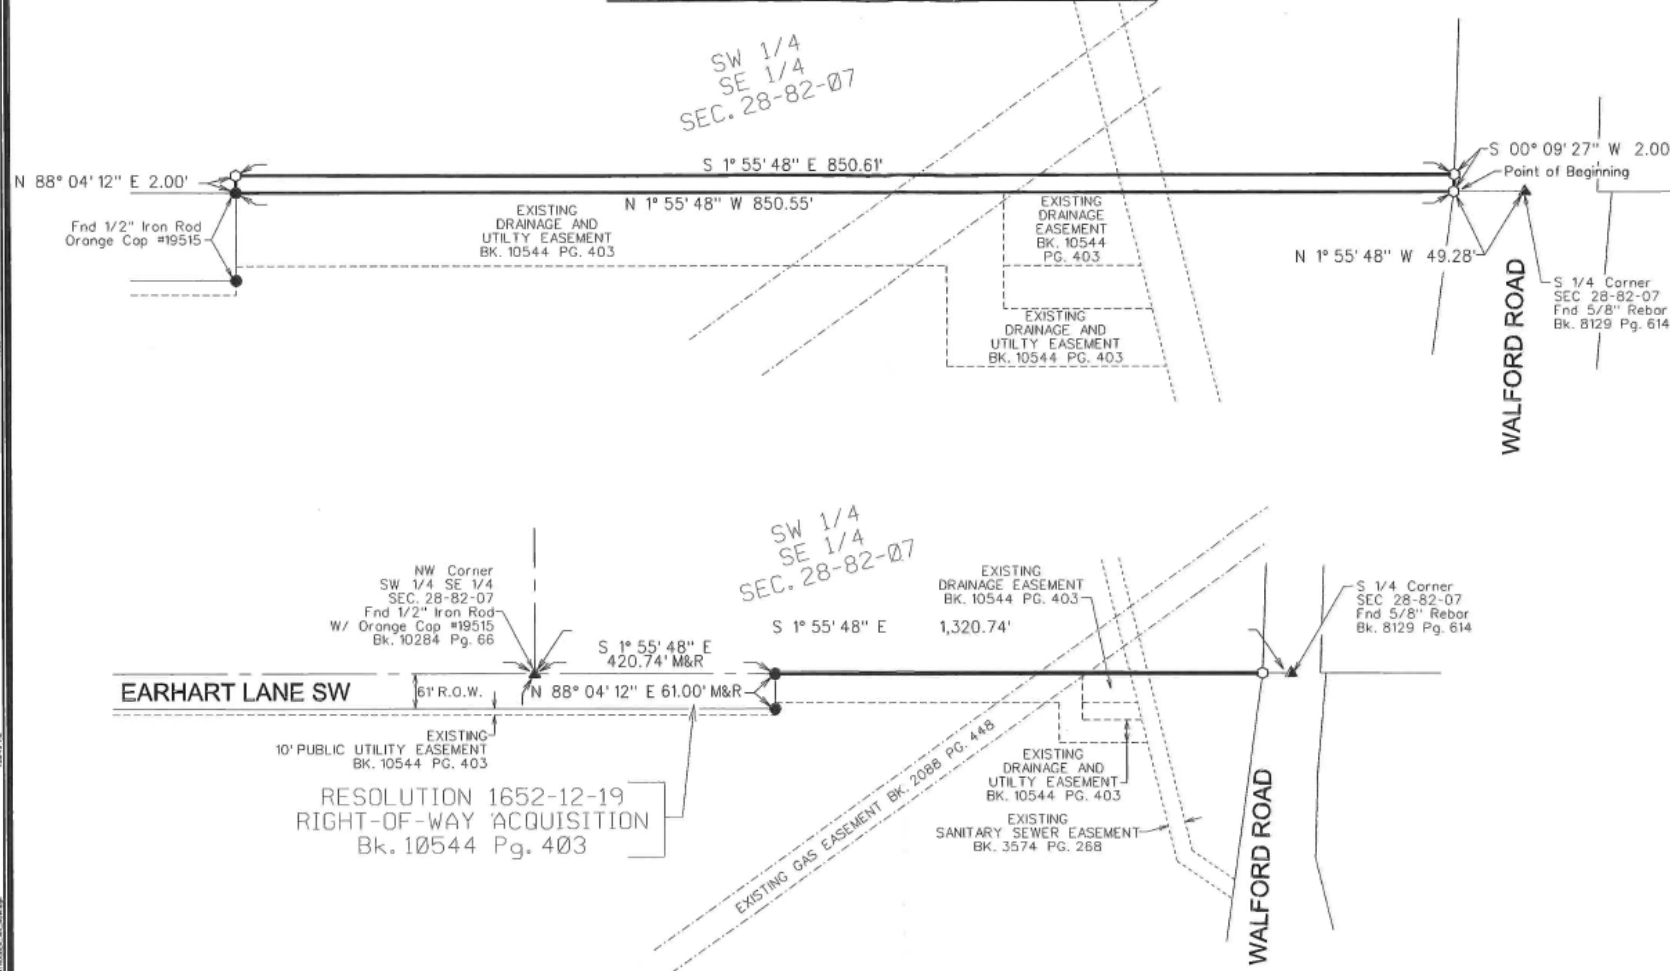 SW 1/4
SE 1/4
SEC. 28-82-07
S 1° 55' 48" E 850.61'
N 88° 04' 12" E 2.00'
S 00° 09' 27" W 2.00
Point of Beginning
N 1° 55' 48" W 850.55'
Fnd 1/2" Iron Rod
Orange Cap #19515
EXISTING
DRAINAGE AND
UTILTY EASEMENT
BK. 10544 PG. 403
EXISTING
DRAINAGE
EASEMENT
BK. 10544
PG. 403
N 1° 55' 48" W 49.28'
S 1/4 Corner
SEC 28-82-07
Fnd 5/8" Rebar
Bk. 8129 Pg. 614
WALFORD ROAD
EXISTING
DRAINAGE AND
UTILTY EASEMENT
BK. 10544 PG. 403
SW 1/4
SE 1/4
SEC. 28-82-07
NW Corner
SW 1/4 SE 1/4
SEC. 28-82-07
Fnd 1/2" Iron Rod
W/ Orange Cap #19515
Bk. 10284 Pg. 66
EXISTING
DRAINAGE EASEMENT
BK. 10544 PG. 403
S 1/4 Corner
SEC 28-82-07
Fnd 5/8" Rebar
Bk. 8129 Pg. 614
S 1° 55' 48" E 1,320.74'
S 1° 55' 48" E
420.74' M&R
EARHART LANE SW
61' R.O.W.
N 88° 04' 12" E 61.00' M&R
EXISTING
10' PUBLIC UTILITY EASEMENT
BK. 10544 PG. 403
RESOLUTION 1652-12-19
RIGHT-OF-WAY ACQUISITION
Bk. 10544 Pg. 403
EXISTING GAS EASEMENT BK. 2088 PG. 448
EXISTING
DRAINAGE AND
UTILTY EASEMENT
BK. 10544 PG. 403
EXISTING
SANITARY SEWER EASEMENT
BK. 3574 PG. 268
WALFORD ROAD